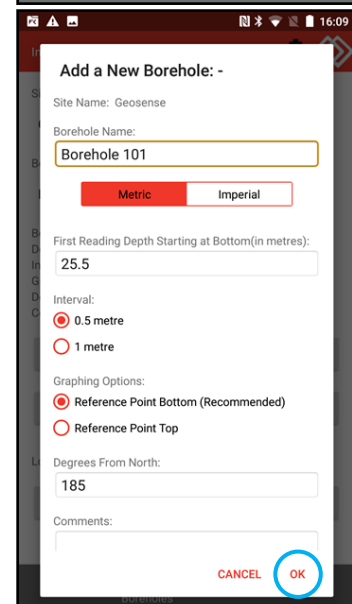 16:09
Add a New Borehole: -
Site Name: Geosense
Borehole Name:
Borehole 101
Metric Imperial
First Reading Depth Starting at Bottom(in metres):
25.5
Interval:
0.5 metre
1 metre
Graphing Options:
Reference Point Bottom (Recommended)
Reference Point Top
Degrees From North:
185
Comments:
CANCEL OK
Boreholes